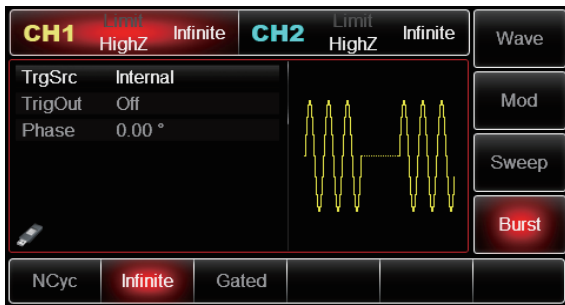 CH1 Limit HighZ Infinite CH2 Limit HighZ Infinite
Wave
TrgSrc Internal
TrigOut Off
Phase 0.00 °
Mod
Sweep
Burst
NCyc Infinite Gated